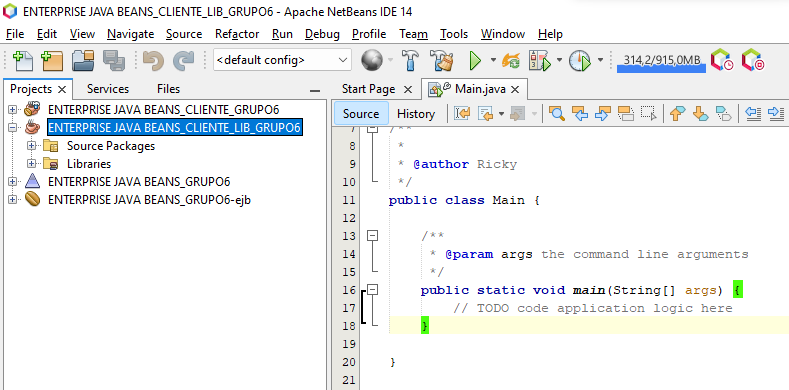 ENTERPRISE JAVA BEANS_CLIENTE_LIB_GRUPO6 - Apache NetBeans IDE 14
File Edit View Navigate Source Refactor Run Debug Profile Team Tools Window Help
<default config>
314,2/915,0MB
Projects Services Files
Start Page Main.java
Source History
ENTERPRISE JAVA BEANS_CLIENTE_GRUPO6
ENTERPRISE JAVA BEANS_CLIENTE_LIB_GRUPO6
Source Packages
Libraries
ENTERPRISE JAVA BEANS_GRUPO6
ENTERPRISE JAVA BEANS_GRUPO6-ejb
7 /**
8 *
9 * @author Ricky
10 */
11 public class Main {
12
13 /**
14 * @param args the command line arguments
15 */
16 public static void main(String[] args) {
17 // TODO code application logic here
18 }
19
20 }
21